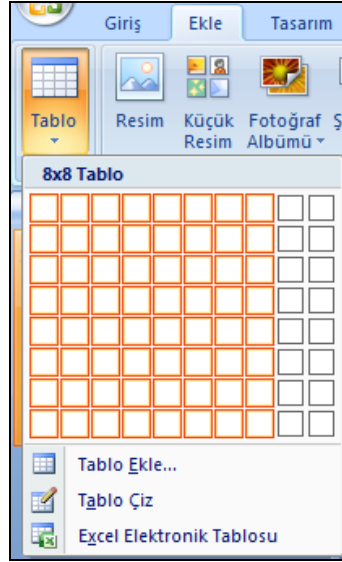 Giriş Ekle Tasarım
Tablo Resim Küçük Resim Fotoğraf Albümü
8x8 Tablo
Tablo Ekle...
Tablo Çiz
Excel Elektronik Tablosu